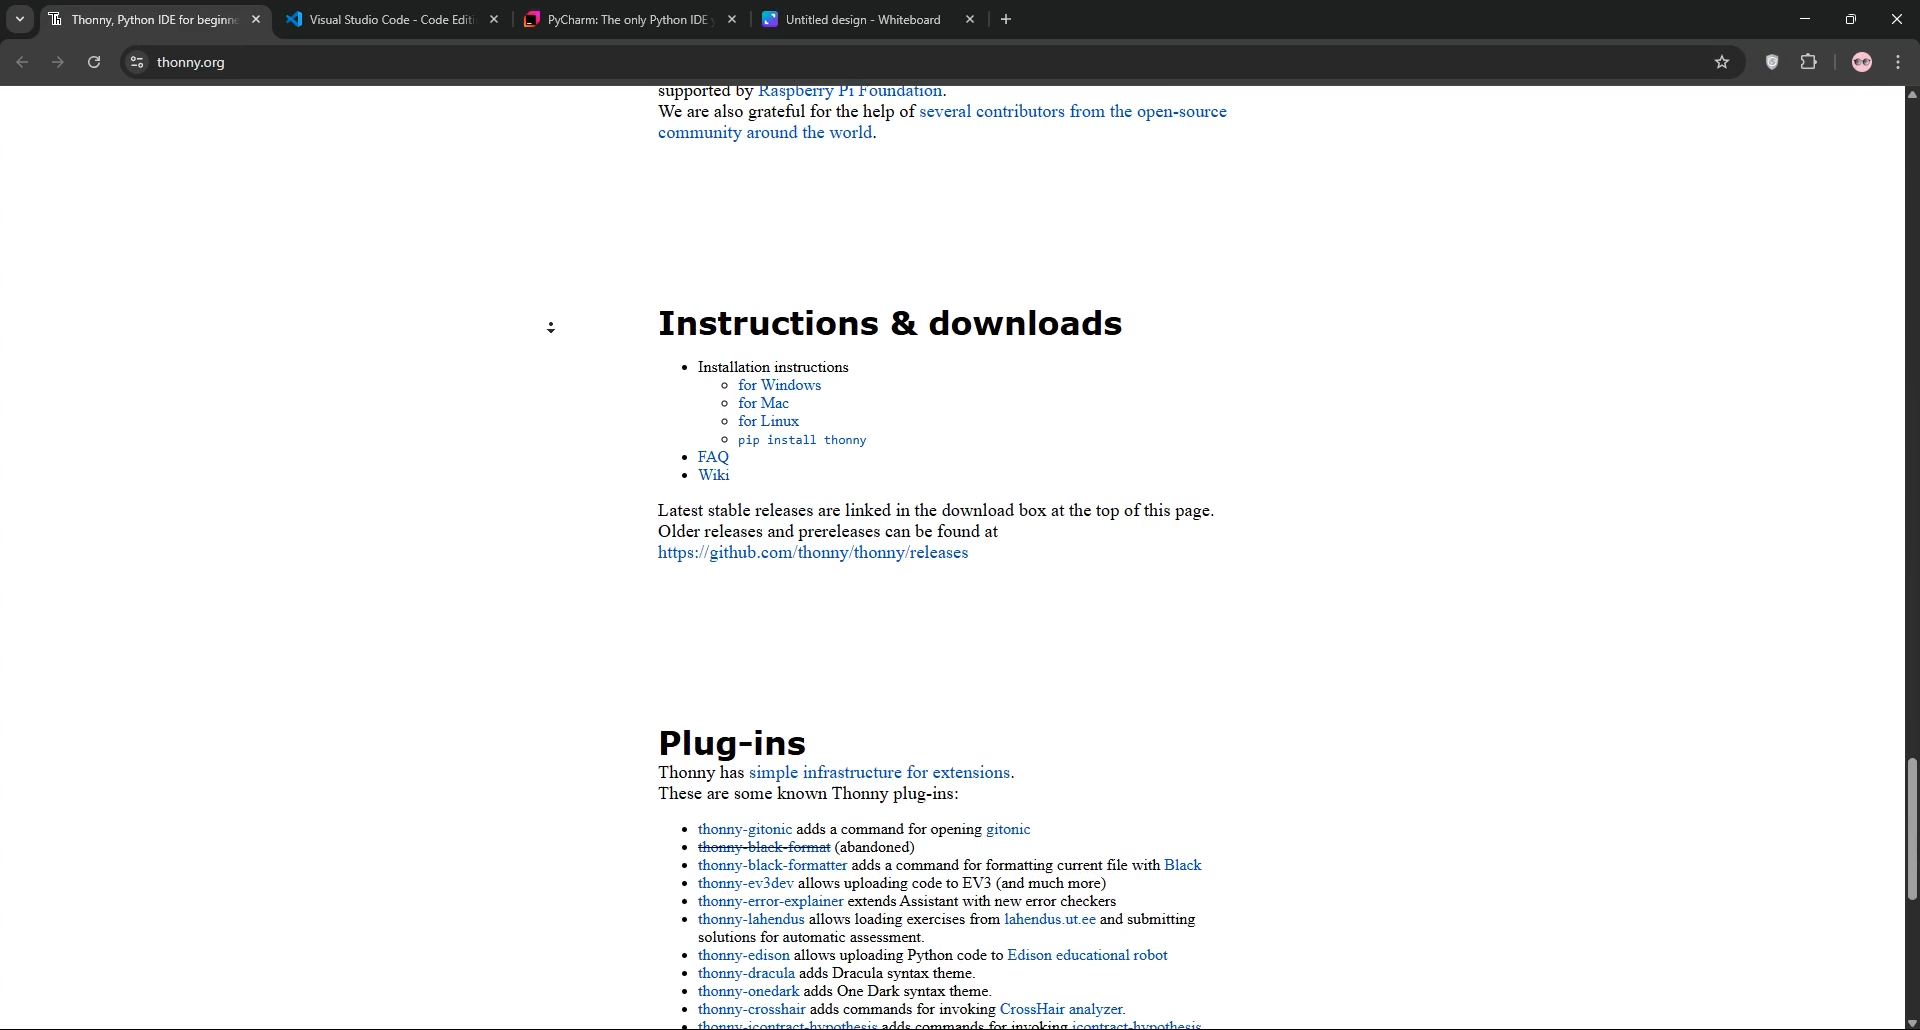 Thonny, Python IDE for beginne
Visual Studio Code - Code Editi
PyCharm: The only Python IDE y
Untitled design - Whiteboard
thonny.org
supported by Raspberry Pi Foundation.
We are also grateful for the help of several contributors from the open-source
community around the world.
Instructions & downloads
Installation instructions
for Windows
for Mac
for Linux
pip install thonny
FAQ
Wiki
Latest stable releases are linked in the download box at the top of this page.
Older releases and prereleases can be found at
https://github.com/thonny/thonny/releases
Plug-ins
Thonny has simple infrastructure for extensions.
These are some known Thonny plug-ins:
thonny-gitonic adds a command for opening gitonic
thonny-black-format (abandoned)
thonny-black-formatter adds a command for formatting current file with Black
thonny-ev3dev allows uploading code to EV3 (and much more)
thonny-error-explainer extends Assistant with new error checkers
thonny-lahendus allows loading exercises from lahendus.ut.ee and submitting
solutions for automatic assessment.
thonny-edison allows uploading Python code to Edison educational robot
thonny-dracula adds Dracula syntax theme.
thonny-onedark adds One Dark syntax theme.
thonny-crosshair adds commands for invoking CrossHair analyzer.
thonny-icontract-hypothesis adds commands for invoking icontract-hypothesis